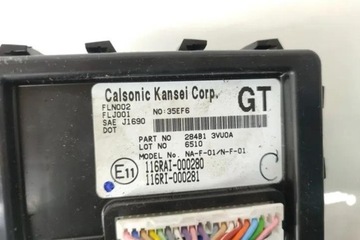 Calsonic Kansei Corp.
FLN002
FLJ001 NO:35EF6
SAE J1690
DOT
GT
PART NO 284B1 3VU0A
LOT NO 6510
MODEL No. NA-F-01/N-F-01
E11
116RAI-000280
116RI-000281